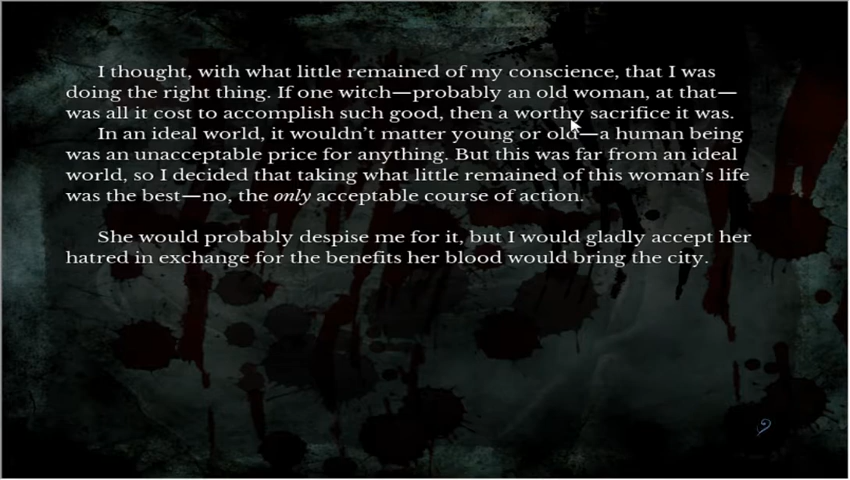 I thought, with what little remained of my conscience, that I was
doing the right thing. If one witch—probably an old woman, at that—
was all it cost to accomplish such good, then a worthy sacrifice it was.
In an ideal world, it wouldn't matter young or old—a human being
was an unacceptable price for anything. But this was far from an ideal
world, so I decided that taking what little remained of this woman's life
was the best—no, the only acceptable course of action.
She would probably despise me for it, but I would gladly accept her
hatred in exchange for the benefits her blood would bring the city.